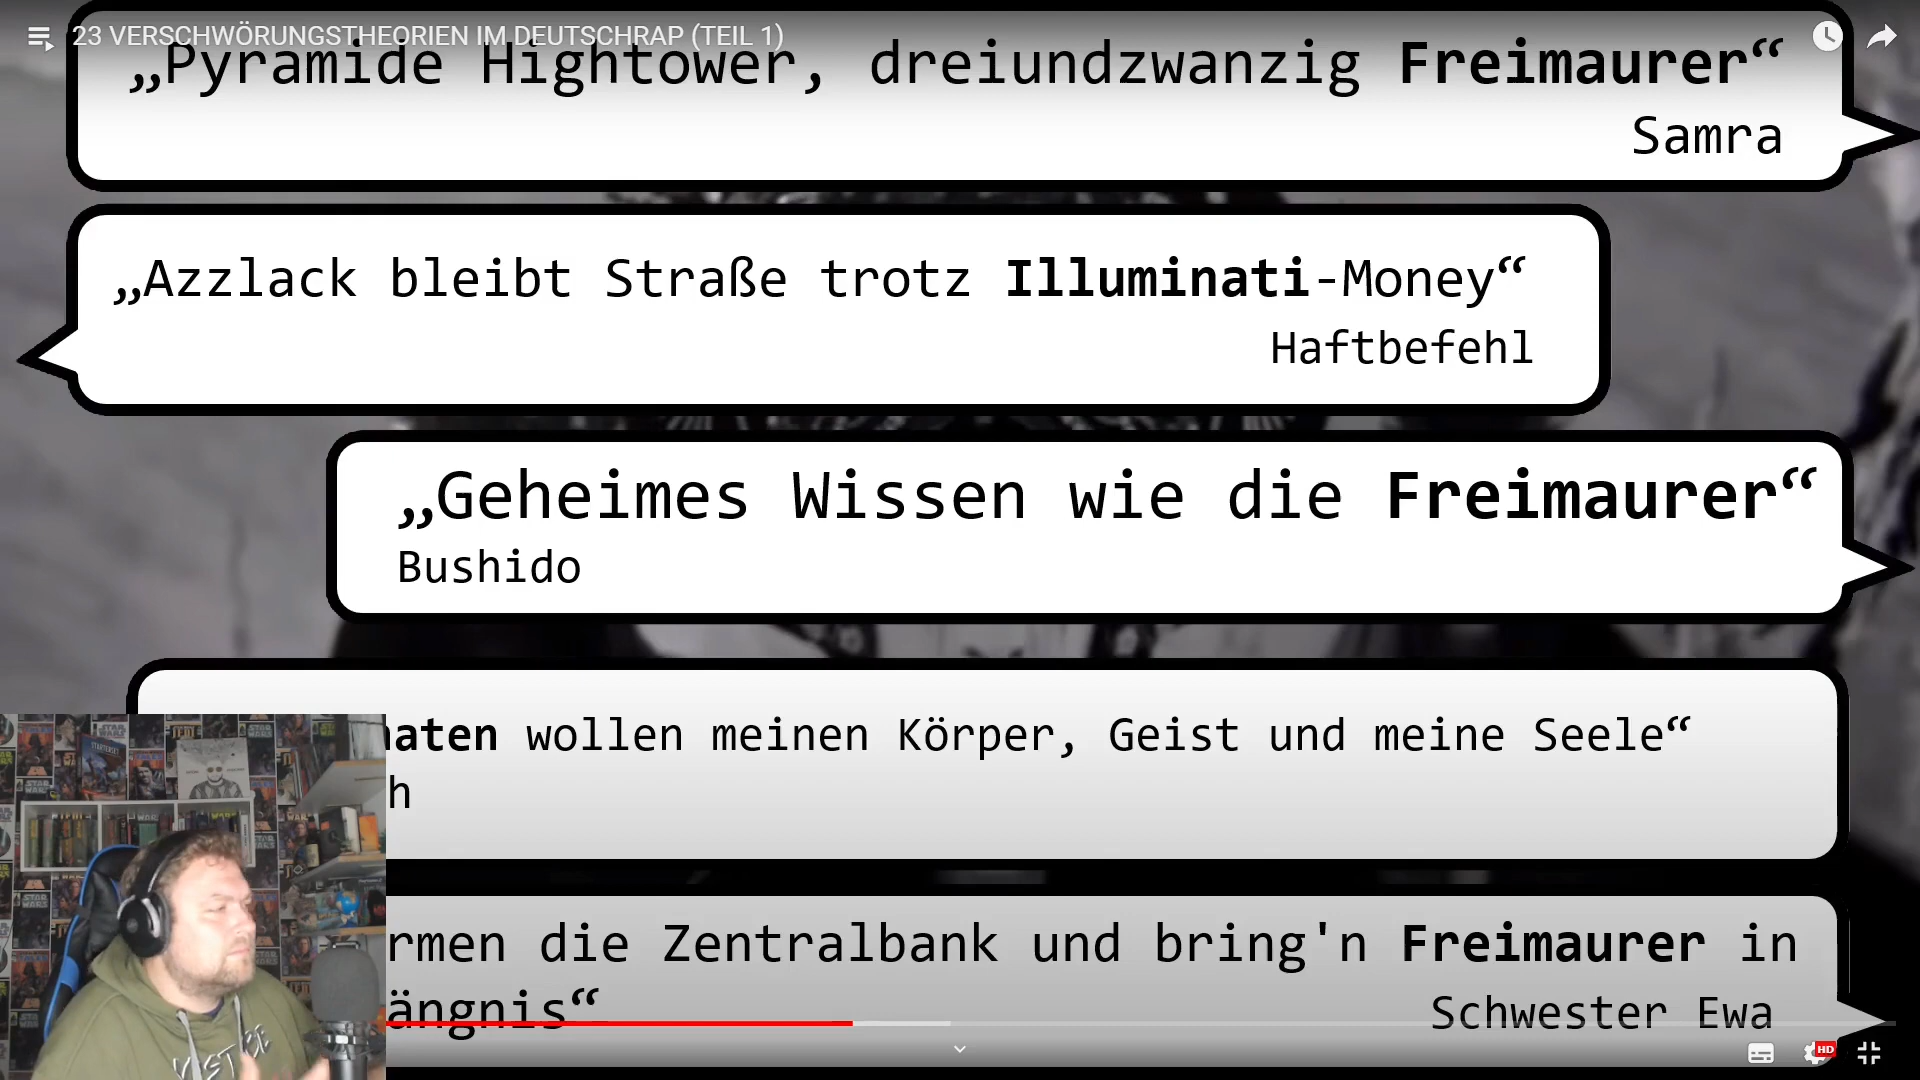 23 VERSCHWÖRUNGSTHEORIEN IM DEUTSCHRAP (TEIL 1)
„Pyramide Hightower, dreiundzwanzig Freimaurer“
Samra
„Azzlack bleibt Straße trotz Illuminati-Money“
Haftbefehl
„Geheimes Wissen wie die Freimaurer“
Bushido
naten wollen meinen Körper, Geist und meine Seele“
h
rmen die Zentralbank und bring'n Freimaurer in
ängnis“
Schwester Ewa
HD